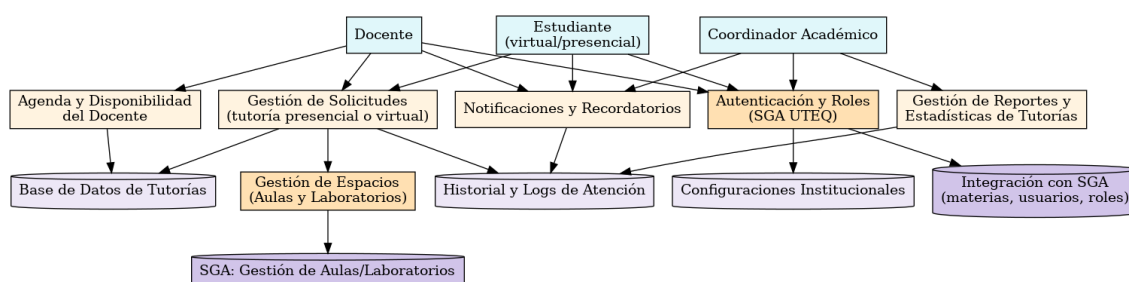 Docente
Estudiante
(virtual/presencial)
Coordinador Académico
Agenda y Disponibilidad
del Docente
Gestión de Solicitudes
(tutoría presencial o virtual)
Notificaciones y Recordatorios
Autenticación y Roles
(SGA UTEQ)
Gestión de Reportes y
Estadísticas de Tutorías
Base de Datos de Tutorías
Gestión de Espacios
(Aulas y Laboratorios)
Historial y Logs de Atención
Configuraciones Institucionales
Integración con SGA
(materias, usuarios, roles)
SGA: Gestión de Aulas/Laboratorios